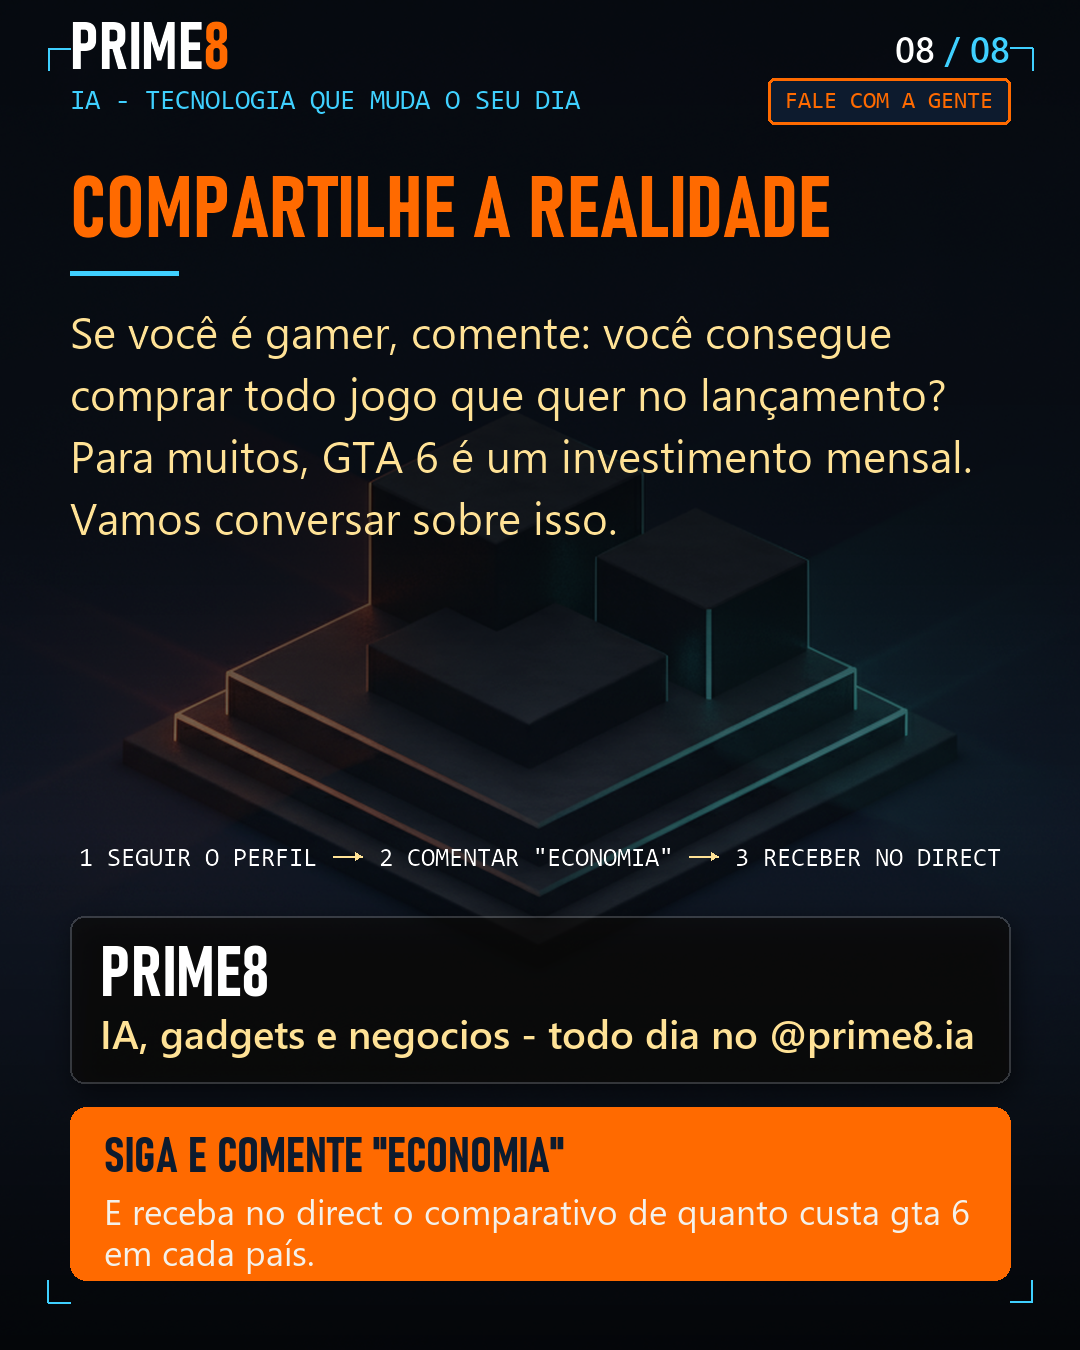 PRIME8
08 / 08
IA - TECNOLOGIA QUE MUDA O SEU DIA
FALE COM A GENTE
COMPARTILHE A REALIDADE
Se você é gamer, comente: você consegue
comprar todo jogo que quer no lançamento?
Para muitos, GTA 6 é um investimento mensal.
Vamos conversar sobre isso.
1 SEGUIR O PERFIL → 2 COMENTAR "ECONOMIA" → 3 RECEBER NO DIRECT
PRIME8
IA, gadgets e negocios - todo dia no @prime8.ia
SIGA E COMENTE "ECONOMIA"
E receba no direct o comparativo de quanto custa gta 6
em cada país.